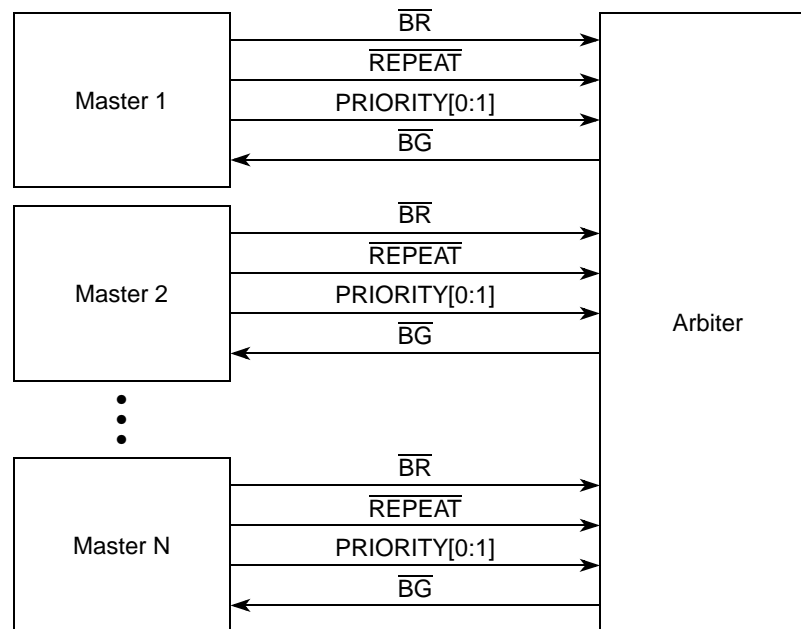 BR
REPEAT
Master 1
PRIORITY[0:1]
BG
BR
REPEAT
Master 2
PRIORITY[0:1]
BG
Arbiter
BR
REPEAT
Master N
PRIORITY[0:1]
BG